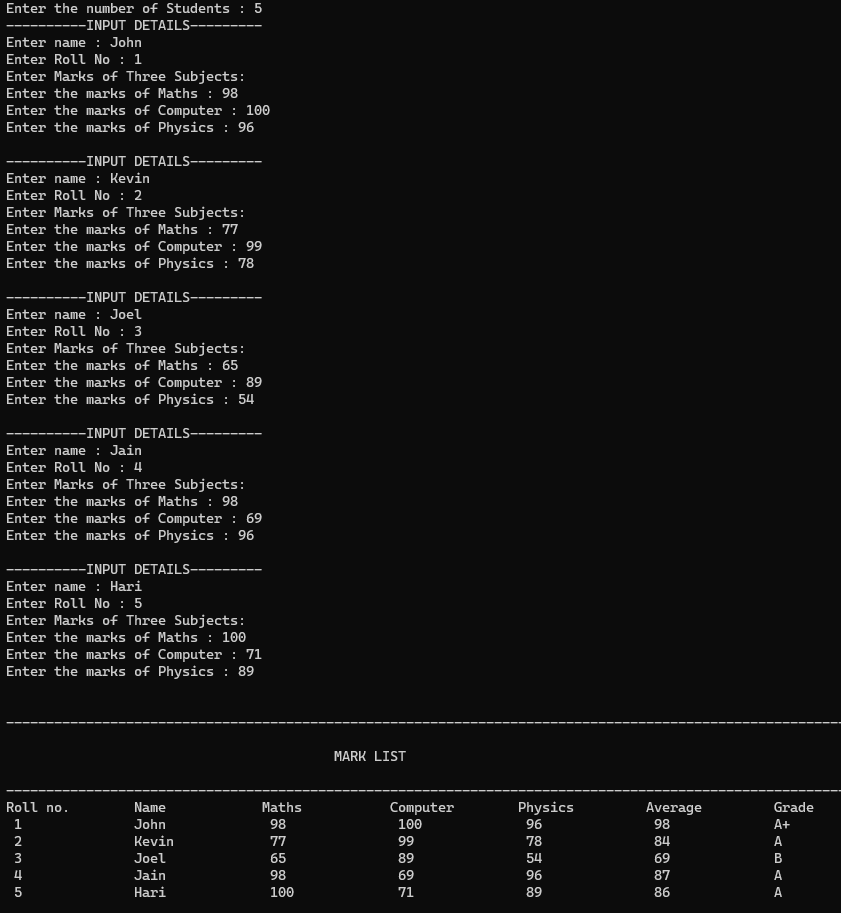 Enter the number of Students : 5
----------INPUT DETAILS---------
Enter name : John
Enter Roll No : 1
Enter Marks of Three Subjects:
Enter the marks of Maths : 98
Enter the marks of Computer : 100
Enter the marks of Physics : 96
----------INPUT DETAILS---------
Enter name : Kevin
Enter Roll No : 2
Enter Marks of Three Subjects:
Enter the marks of Maths : 77
Enter the marks of Computer : 99
Enter the marks of Physics : 78
----------INPUT DETAILS---------
Enter name : Joel
Enter Roll No : 3
Enter Marks of Three Subjects:
Enter the marks of Maths : 65
Enter the marks of Computer : 89
Enter the marks of Physics : 54
----------INPUT DETAILS---------
Enter name : Jain
Enter Roll No : 4
Enter Marks of Three Subjects:
Enter the marks of Maths : 98
Enter the marks of Computer : 69
Enter the marks of Physics : 96
----------INPUT DETAILS---------
Enter name : Hari
Enter Roll No : 5
Enter Marks of Three Subjects:
Enter the marks of Maths : 100
Enter the marks of Computer : 71
Enter the marks of Physics : 89
MARK LIST
Roll no. Name Maths Computer Physics Average Grade
1 John 98 100 96 98 A+
2 Kevin 77 99 78 84 A
3 Joel 65 89 54 69 B
4 Jain 98 69 96 87 A
5 Hari 100 71 89 86 A